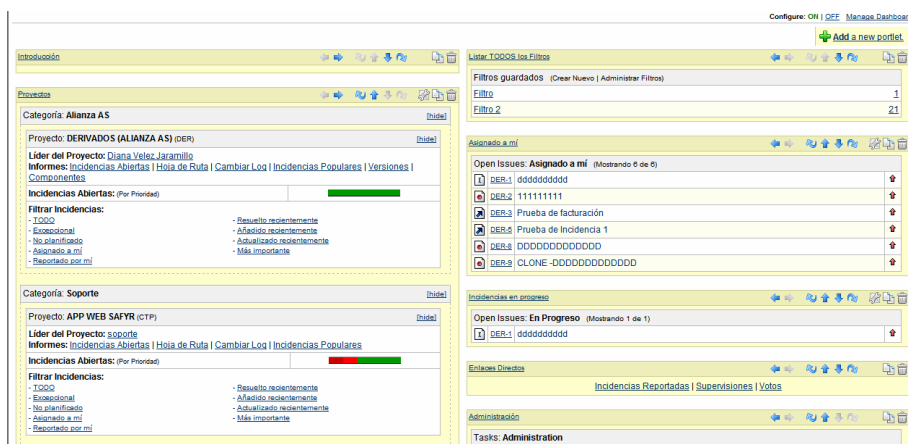 Configure: ON | OFF Manage Dashboar
Add a new portlet.
Introducción
Proyectos
Categoría: Alianza AS [hide]
Proyecto: DERIVADOS (ALIANZA AS) (DER) [hide]
Líder del Proyecto: Diana Velez Jaramillo
Informes: Incidencias Abiertas | Hoja de Ruta | Cambiar Log | Incidencias Populares | Versiones |
Componentes
Incidencias Abiertas: (Por Prioridad)
Filtrar Incidencias:
- TODO - Resuelto recientemente
- Excepcional - Añadido recientemente
- No planificado - Actualizado recientemente
- Asignado a mí - Más importante
- Reportado por mí
Categoría: Soporte [hide]
Proyecto: APP WEB SAFYR (CTP) [hide]
Líder del Proyecto: soporte
Informes: Incidencias Abiertas | Hoja de Ruta | Cambiar Log | Incidencias Populares
Incidencias Abiertas: (Por Prioridad)
Filtrar Incidencias:
- TODO - Resuelto recientemente
- Excepcional - Añadido recientemente
- No planificado - Actualizado recientemente
- Asignado a mí - Más importante
- Reportado por mí
Listar TODOS los Filtros
Filtros guardados (Crear Nuevo | Administrar Filtros)
Filtro 1
Filtro 2 21
Asignado a mí
Open Issues: Asignado a mí (Mostrando 6 de 6)
DER-1 dddddddddd
DER-2 111111111
DER-3 Prueba de facturación
DER-5 Prueba de Incidencia 1
DER-8 DDDDDDDDDDDDD
DER-9 CLONE -DDDDDDDDDDDDD
Incidencias en progreso
Open Issues: En Progreso (Mostrando 1 de 1)
DER-1 dddddddddd
Enlaces Directos
Incidencias Reportadas | Supervisiones | Votos
Administración
Tasks: Administration